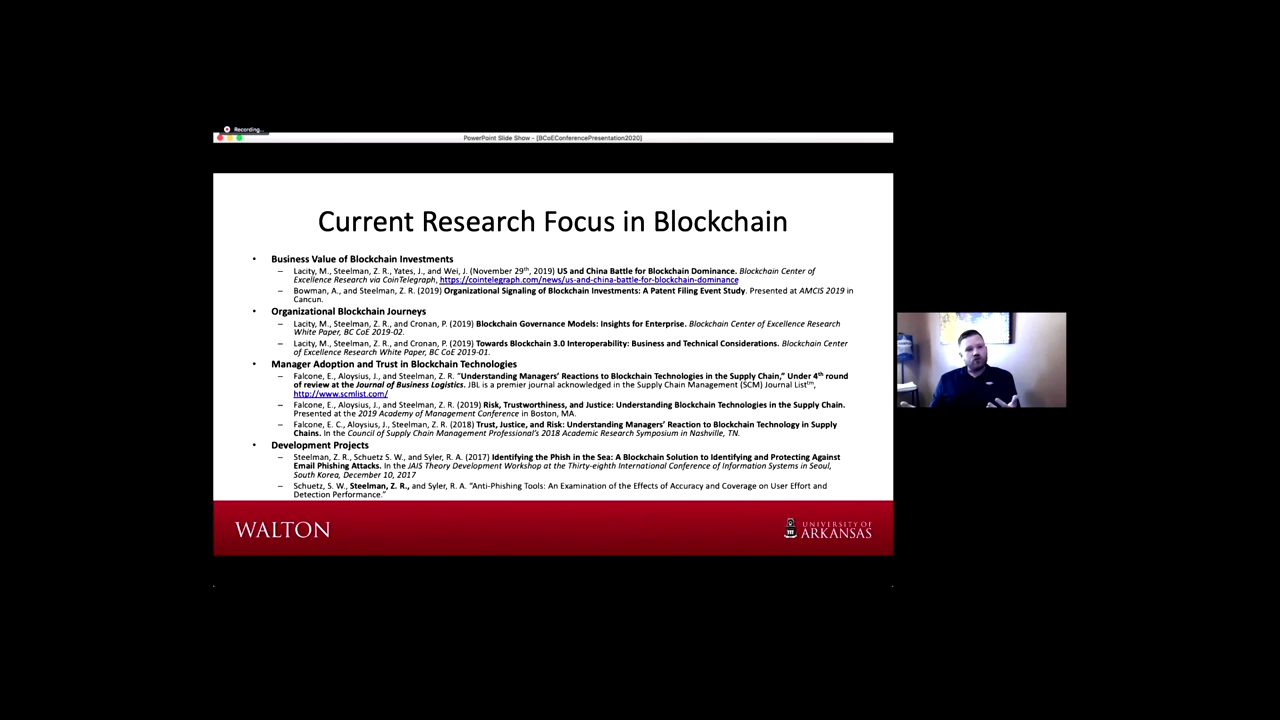 Recording...
PowerPoint Slide Show - [BCoEConferencePresentation2020]
Current Research Focus in Blockchain
• Business Value of Blockchain Investments
– Lacity, M., Steelman, Z. R., Yates, J., and Wei, J. (November 29th, 2019) US and China Battle for Blockchain Dominance. Blockchain Center of
Excellence Research via CoinTelegraph, https://cointelegraph.com/news/us-and-china-battle-for-blockchain-dominance
– Bowman, A., and Steelman, Z. R. (2019) Organizational Signaling of Blockchain Investments: A Patent Filing Event Study. Presented at AMCIS 2019 in
Cancun.
• Organizational Blockchain Journeys
– Lacity, M., Steelman, Z. R., and Cronan, P. (2019) Blockchain Governance Models: Insights for Enterprise. Blockchain Center of Excellence Research
White Paper, BC CoE 2019-02.
– Lacity, M., Steelman, Z. R., and Cronan, P. (2019) Towards Blockchain 3.0 Interoperability: Business and Technical Considerations. Blockchain Center
of Excellence Research White Paper, BC CoE 2019-01.
• Manager Adoption and Trust in Blockchain Technologies
– Falcone, E., Aloysius, J., and Steelman, Z. R. “Understanding Managers’ Reactions to Blockchain Technologies in the Supply Chain,” Under 4th round
of review at the Journal of Business Logistics. JBL is a premier journal acknowledged in the Supply Chain Management (SCM) Journal Listtm,
http://www.scmlist.com/
– Falcone, E., Aloysius, J., and Steelman, Z. R. (2019) Risk, Trustworthiness, and Justice: Understanding Blockchain Technologies in the Supply Chain.
Presented at the 2019 Academy of Management Conference in Boston, MA.
– Falcone, E. C., Aloysius, J., Steelman, Z. R. (2018) Trust, Justice, and Risk: Understanding Managers’ Reaction to Blockchain Technology in Supply
Chains. In the Council of Supply Chain Management Professional’s 2018 Academic Research Symposium in Nashville, TN.
• Development Projects
– Steelman, Z. R., Schuetz S. W., and Syler, R. A. (2017) Identifying the Phish in the Sea: A Blockchain Solution to Identifying and Protecting Against
Email Phishing Attacks. In the JAIS Theory Development Workshop at the Thirty-eighth International Conference of Information Systems in Seoul,
South Korea, December 10, 2017
– Schuetz, S. W., Steelman, Z. R., and Syler, R. A. “Anti-Phishing Tools: An Examination of the Effects of Accuracy and Coverage on User Effort and
Detection Performance.”
WALTON
UNIVERSITY OF
ARKANSAS